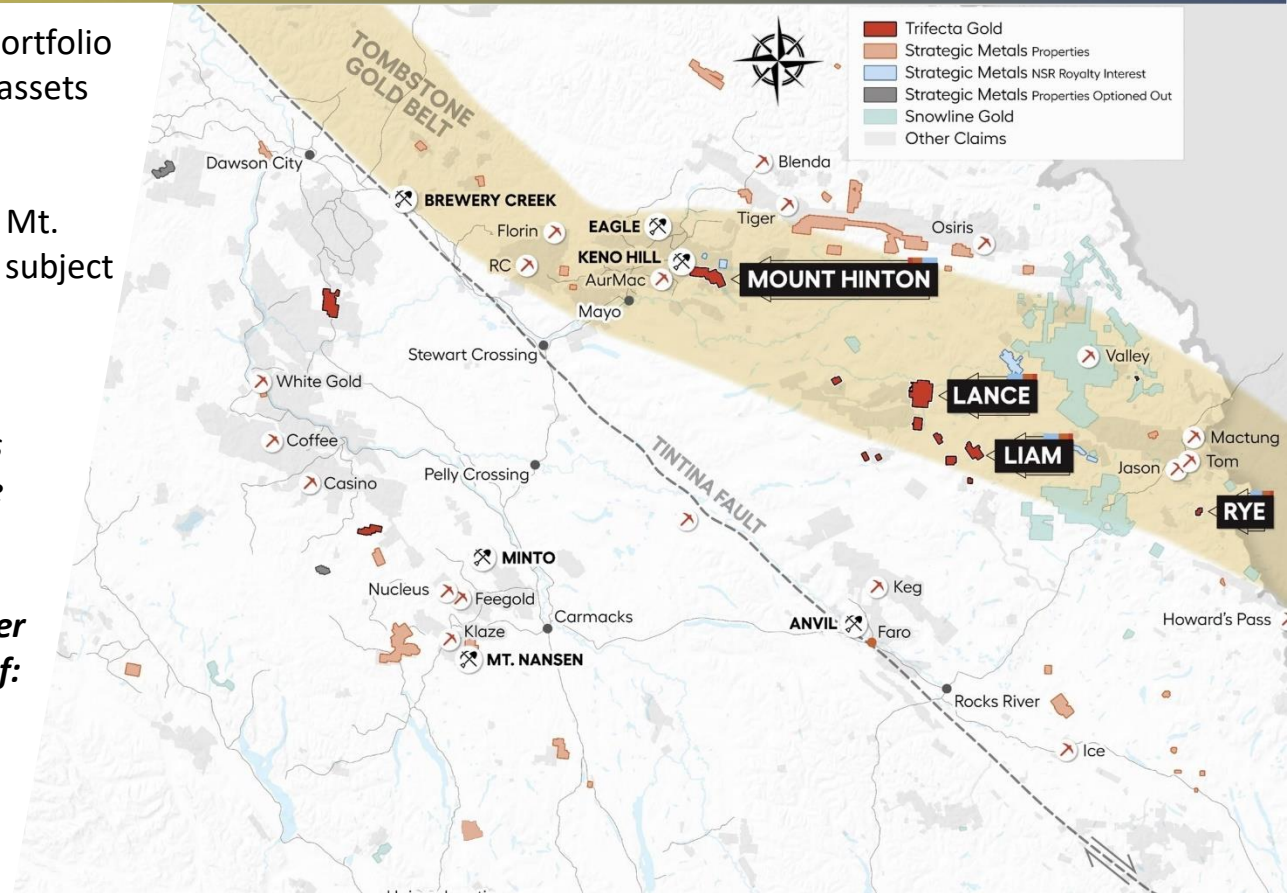 ortfolio
assets
Mt.
subject
er
f:
Trifecta Gold
Strategic Metals Properties
Strategic Metals NSR Royalty Interest
Strategic Metals Properties Optioned Out
Snowline Gold
Other Claims
TOMBSTONE
GOLD BELT
Dawson City
Blenda
BREWERY CREEK
Tiger
Florin
EAGLE
Osiris
KENO HILL
RC
AurMac
MOUNT HINTON
Mayo
Stewart Crossing
Valley
White Gold
LANCE
Coffee
Mactung
TINTINA FAULT
LIAM
Tom
Jason
Pelly Crossing
Casino
RYE
MINTO
Nucleus
Feegold
Keg
Carmacks
ANVIL
Faro
Howard's Pass
Klaze
MT. NANSEN
Rocks River
Ice